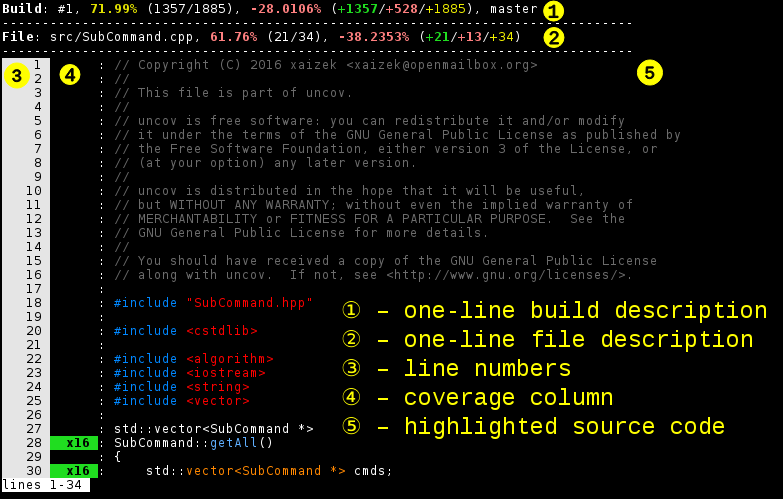 Build: #1, 71.99% (1357/1885), -28.0106% (+1357/+528/+1885), master ①
--------------------------------------------------------------------------------
File: src/SubCommand.cpp, 61.76% (21/34), -38.2353% (+21/+13/+34) ②
--------------------------------------------------------------------------------
③ ④ ⑤
1 : // Copyright (C) 2016 xaizek <xaizek@openmailbox.org>
2 : //
3 : // This file is part of uncov.
4 : //
5 : // uncov is free software: you can redistribute it and/or modify
6 : // it under the terms of the GNU General Public License as published by
7 : // the Free Software Foundation, either version 3 of the License, or
8 : // (at your option) any later version.
9 : //
10 : // uncov is distributed in the hope that it will be useful,
11 : // but WITHOUT ANY WARRANTY; without even the implied warranty of
12 : // MERCHANTABILITY or FITNESS FOR A PARTICULAR PURPOSE.  See the
13 : // GNU General Public License for more details.
14 : //
15 : // You should have received a copy of the GNU General Public License
16 : // along with uncov.  If not, see <http://www.gnu.org/licenses/>.
17 :
18 : #include "SubCommand.hpp"
19 :
20 : #include <cstdlib>
21 :
22 : #include <algorithm>
23 : #include <iostream>
24 : #include <string>
25 : #include <vector>
26 :
27 : std::vector<SubCommand *>
28 x16 : SubCommand::getAll()
29 : {
30 x16 :     std::vector<SubCommand *> cmds;
lines 1-34
① – one-line build description
② – one-line file description
③ – line numbers
④ – coverage column
⑤ – highlighted source code